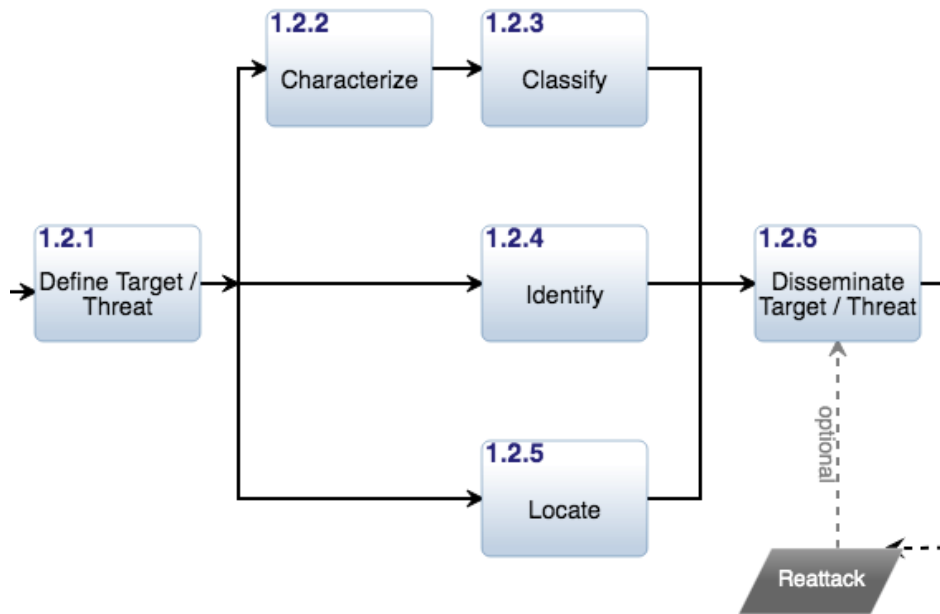 1.2.2
Characterize
1.2.3
Classify
1.2.1
Define Target /
Threat
1.2.4
Identify
1.2.6
Disseminate
Target / Threat
optional
1.2.5
Locate
Reattack